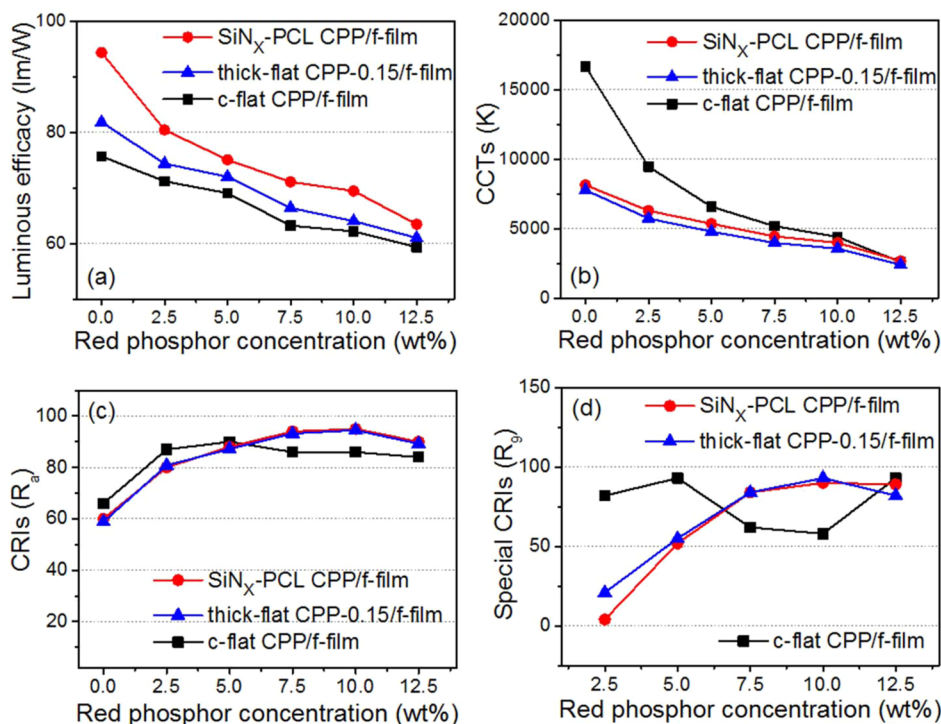 100
80
60
Luminous efficacy (lm/W)
SiNX-PCL CPP/f-film
thick-flat CPP-0.15/f-film
c-flat CPP/f-film
(a)
0.0 2.5 5.0 7.5 10.0 12.5
Red phosphor concentration (wt%)
20000
15000
10000
5000
0
CCTs (K)
SiNX-PCL CPP/f-film
thick-flat CPP-0.15/f-film
c-flat CPP/f-film
(b)
0.0 2.5 5.0 7.5 10.0 12.5
Red phosphor concentration (wt%)
100
80
60
40
20
CRIs (Ra)
(c)
SiNX-PCL CPP/f-film
thick-flat CPP-0.15/f-film
c-flat CPP/f-film
0.0 2.5 5.0 7.5 10.0 12.5
Red phosphor concentration (wt%)
150
100
50
0
Special CRIs (R9)
(d)
SiNX-PCL CPP/f-film
thick-flat CPP-0.15/f-film
c-flat CPP/f-film
2.5 5.0 7.5 10.0 12.5
Red phosphor concentration (wt%)